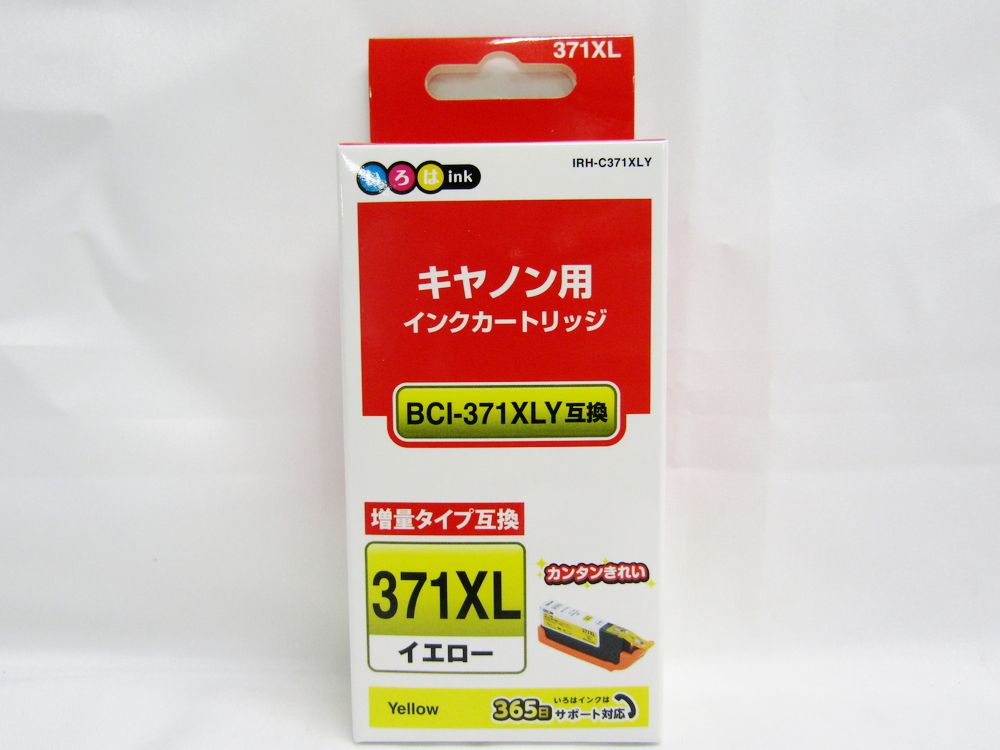 371XL
いろは ink
IRH-C371XLY
キヤノン用
インクカートリッジ
BCI-371XLY互換
増量タイプ互換
371XL
イエロー
カンタンきれい
371XL
Yellow
365日
いろはインクは
サポート対応